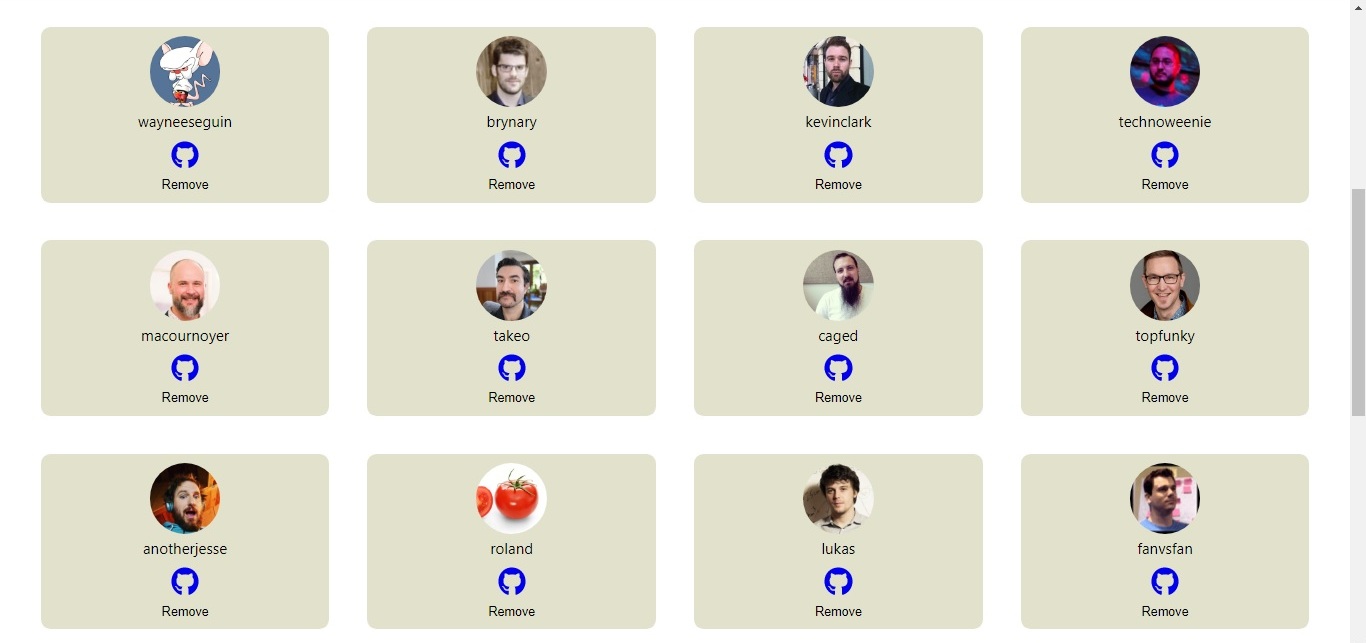 wayneeseguin
brynary
kevinclark
technoweenie
Remove
Remove
Remove
Remove
macournoyer
takeo
caged
topfunky
Remove
Remove
Remove
Remove
anotherjesse
roland
lukas
fanvsfan
Remove
Remove
Remove
Remove